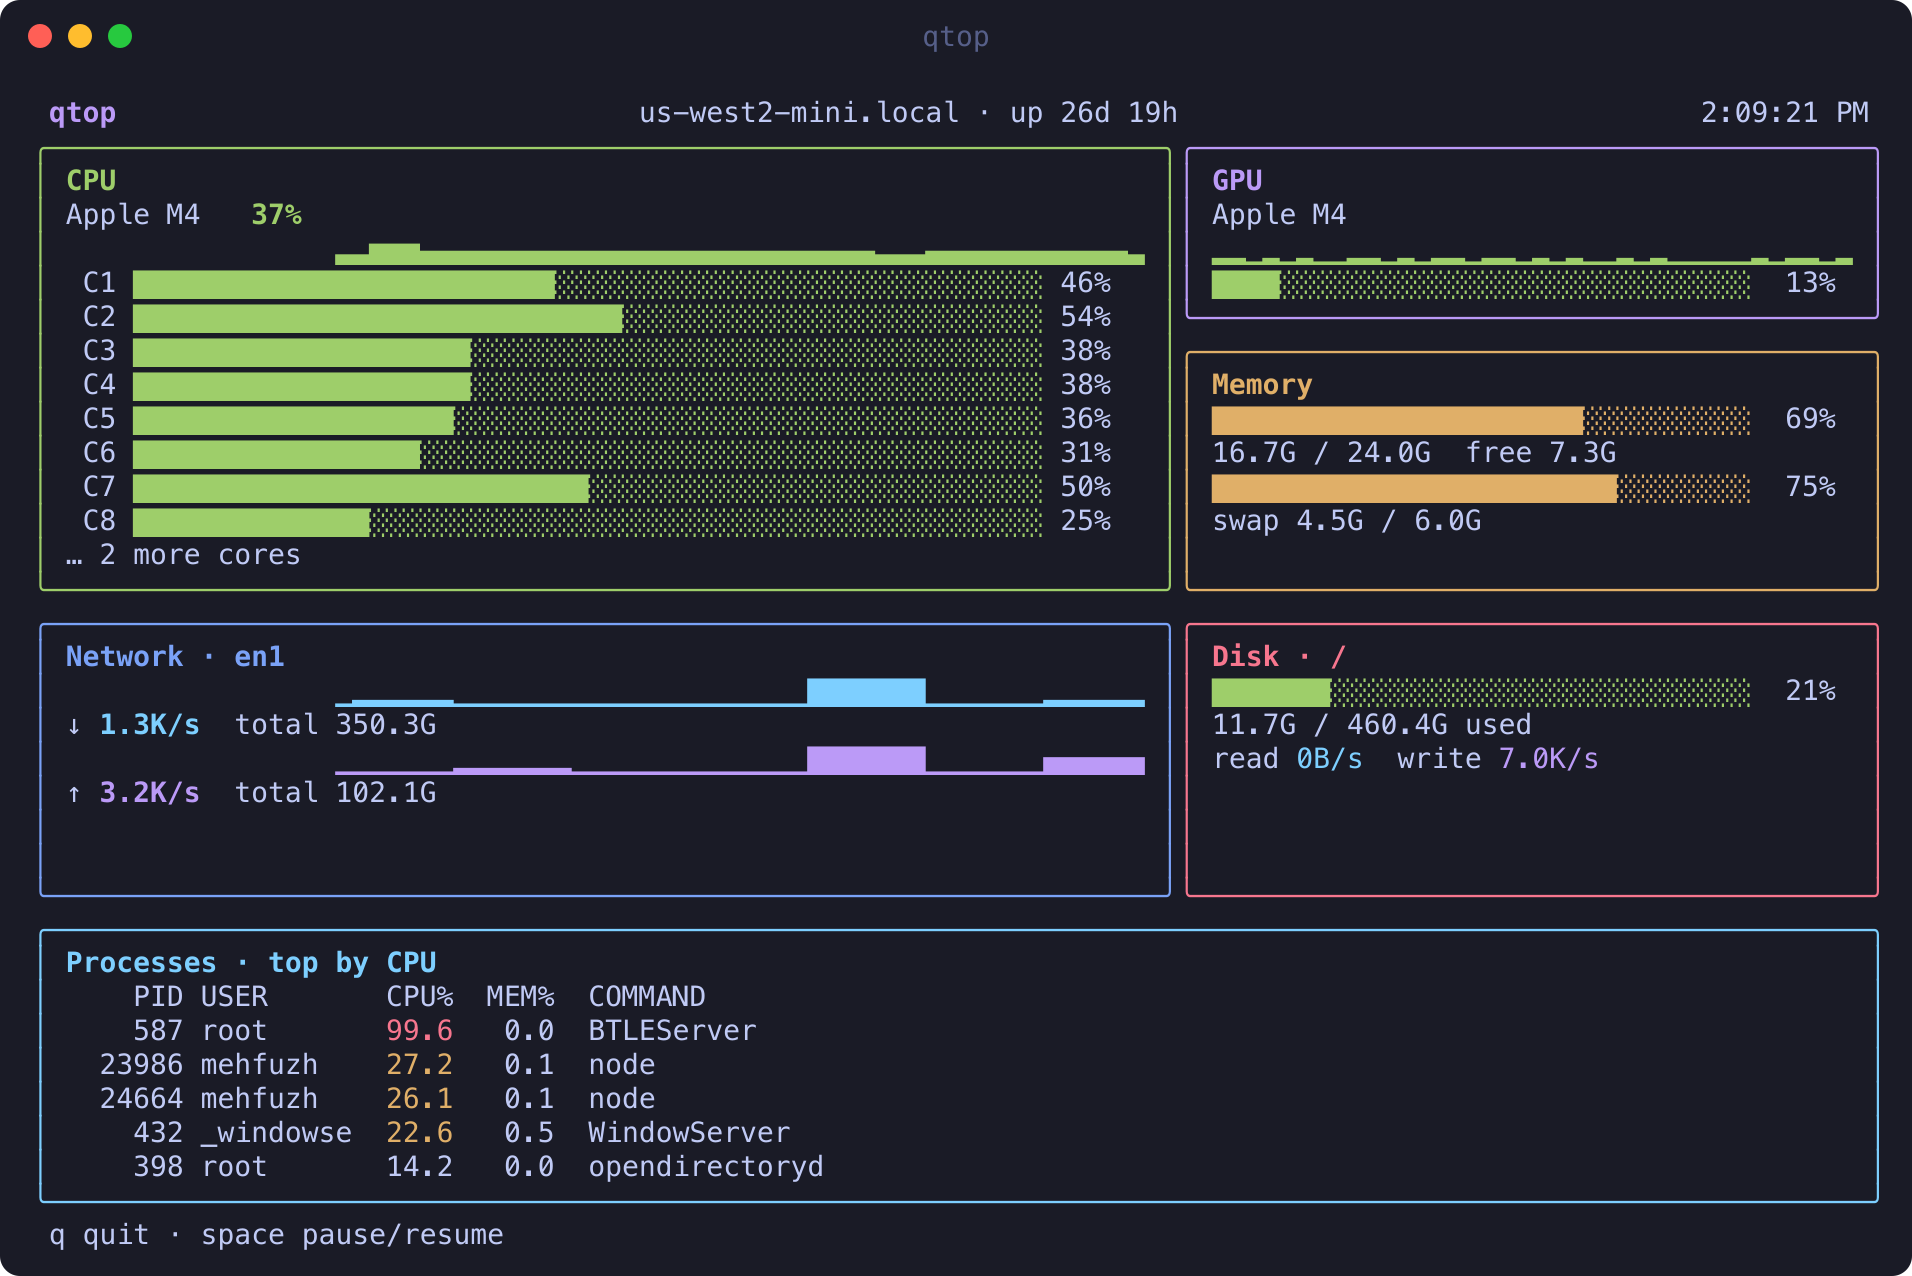 qtop
qtop us-west2-mini.local · up 26d 19h 2:09:21 PM
CPU
Apple M4 37%
C1 46%
C2 54%
C3 38%
C4 38%
C5 36%
C6 31%
C7 50%
C8 25%
… 2 more cores
GPU
Apple M4
13%
Memory
69%
16.7G / 24.0G free 7.3G
75%
swap 4.5G / 6.0G
Network · en1
↓ 1.3K/s total 350.3G
↑ 3.2K/s total 102.1G
Disk · /
21%
11.7G / 460.4G used
read 0B/s write 7.0K/s
Processes · top by CPU
PID USER CPU% MEM% COMMAND
587 root 99.6 0.0 BTLEServer
23986 mehfuzh 27.2 0.1 node
24664 mehfuzh 26.1 0.1 node
432 _windowse 22.6 0.5 WindowServer
398 root 14.2 0.0 opendirectoryd
q quit · space pause/resume